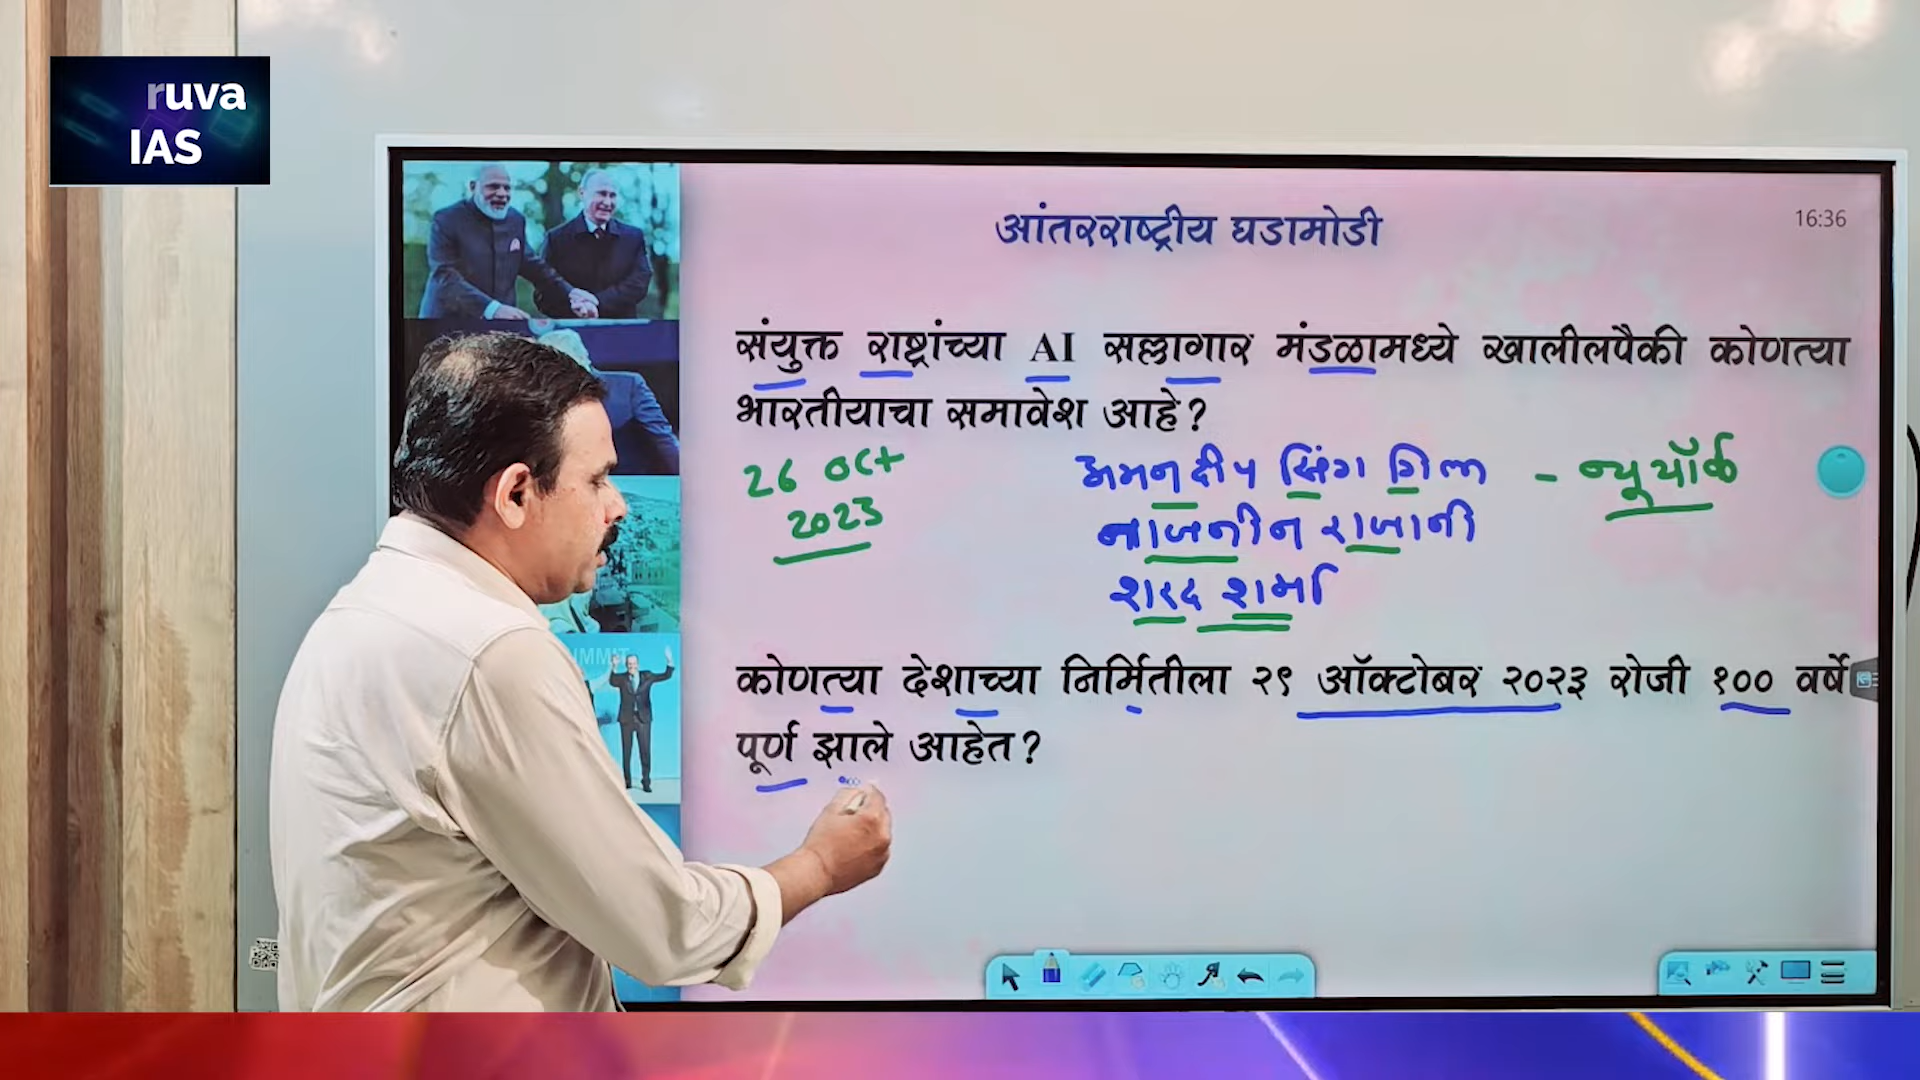 ruva
IAS
16:36
आंतरराष्ट्रीय घडामोडी
संयुक्त राष्ट्रांच्या AI सल्लागार मंडळामध्ये खालीलपैकी कोणत्या
भारतीयाचा समावेश आहे?
26 Oct
2023
अमनदीप सिंग गिल - न्यूयॉर्क
नाजनीन राजानी
शरद शर्मा
कोणत्या देशाच्या निर्मितीला २९ ऑक्टोबर २०२३ रोजी १०० वर्षे
पूर्ण झाले आहेत?